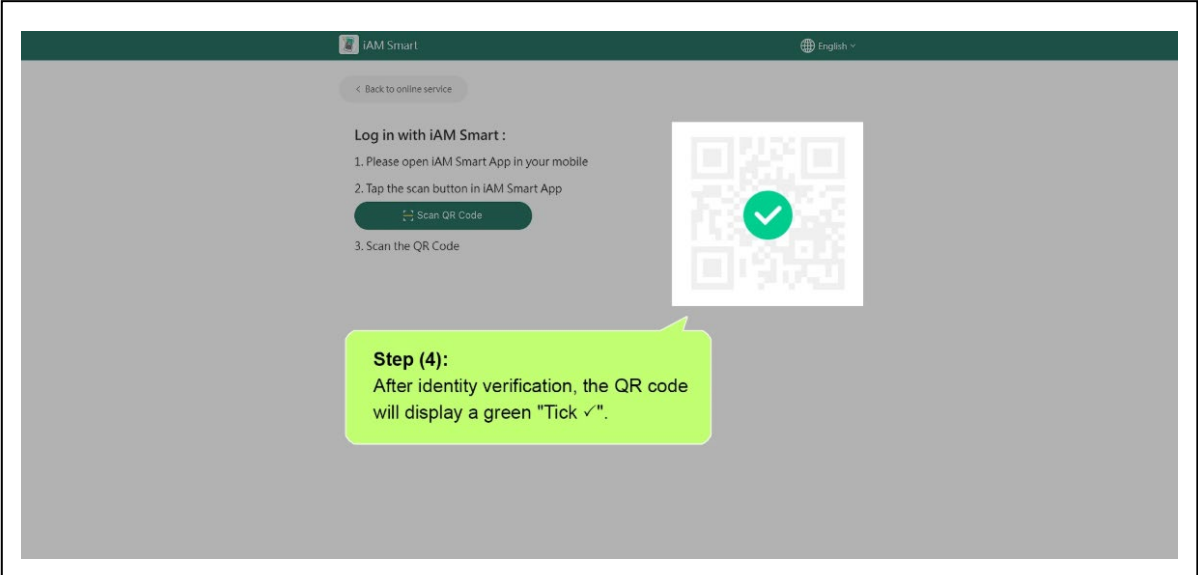 iAM Smart
English
< Back to online service
Log in with iAM Smart :
1. Please open iAM Smart App in your mobile
2. Tap the scan button in iAM Smart App
Scan QR Code
3. Scan the QR Code
Step (4):
After identity verification, the QR code
will display a green "Tick ✓".